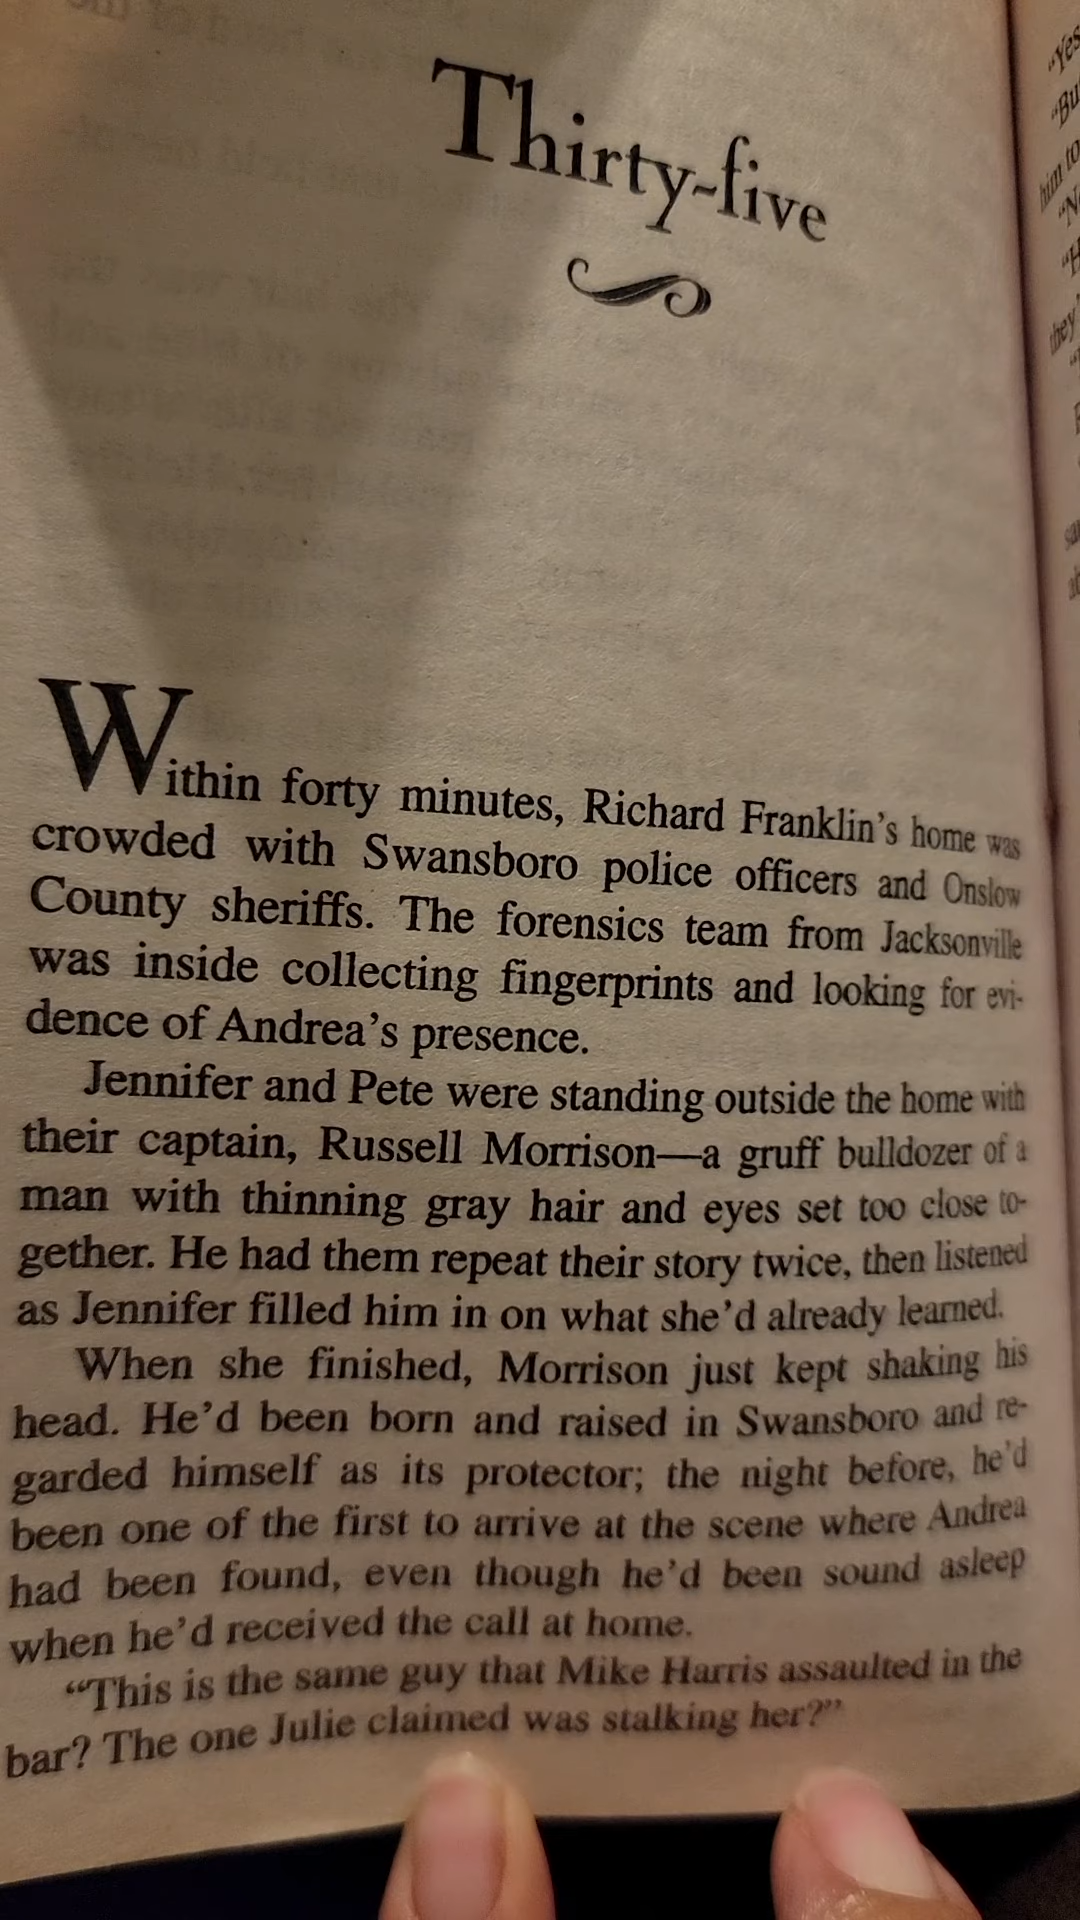 Thirty-five
Within forty minutes, Richard Franklin's home was
crowded with Swansboro police officers and Onslow
County sheriffs. The forensics team from Jacksonville
was inside collecting fingerprints and looking for evi-
dence of Andrea's presence.
Jennifer and Pete were standing outside the home with
their captain, Russell Morrison—a gruff bulldozer of a
man with thinning gray hair and eyes set too close to-
gether. He had them repeat their story twice, then listened
as Jennifer filled him in on what she'd already learned.
When she finished, Morrison just kept shaking his
head. He'd been born and raised in Swansboro and re-
garded himself as its protector; the night before, he'd
been one of the first to arrive at the scene where Andrea
had been found, even though he'd been sound asleep
when he'd received the call at home.
“This is the same guy that Mike Harris assaulted in the
bar? The one Julie claimed was stalking her?”
“Yes
him to
they'